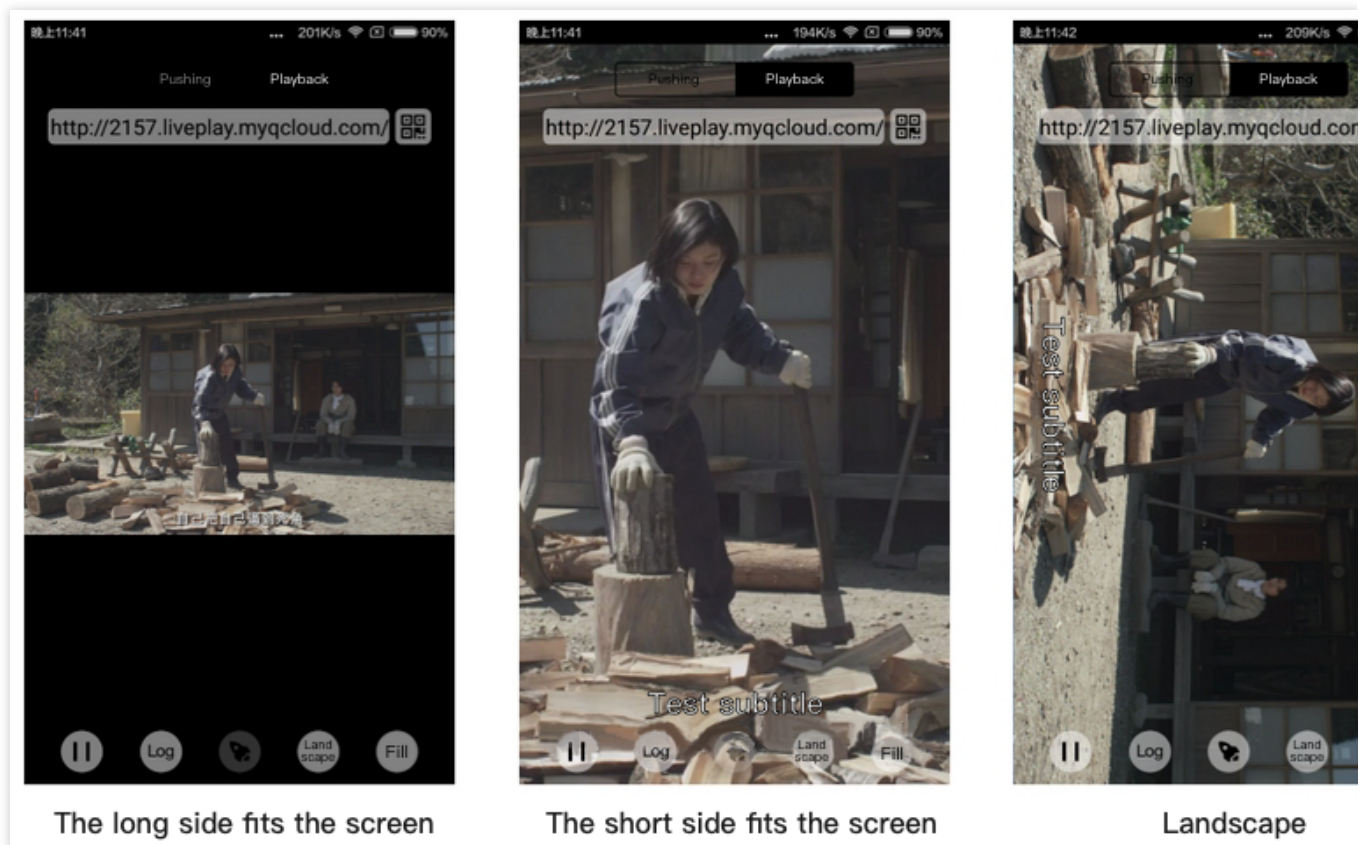 晚上11:41 ... 201K/s 90%
Pushing Playback
http://2157.liveplay.myqcloud.com/
Log
Land
scape
Fill
The long side fits the screen
晚上11:41 ... 194K/s 90%
Pushing Playback
http://2157.liveplay.myqcloud.com/
Test subtitle
Log
Land
scape
Fill
The short side fits the screen
晚上11:42 ... 209K/s
Pushing Playback
http://2157.liveplay.myqcloud.com
Test subtitle
Log
Land
scape
Landscape